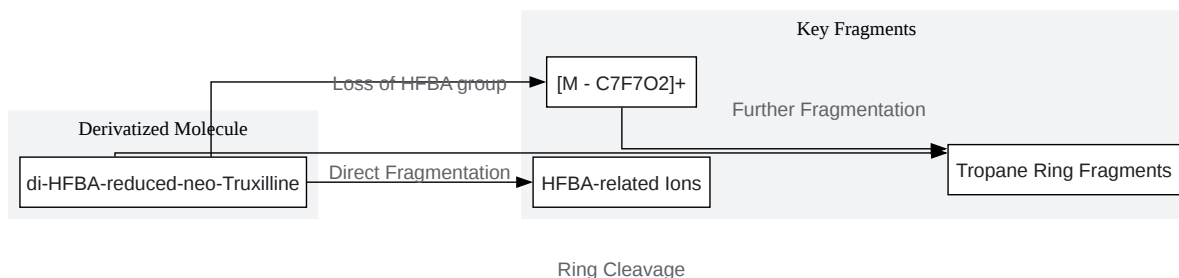 Key Fragments
Loss of HFBA group
[M - C7F7O2]+
Further Fragmentation
Derivatized Molecule
di-HFBA-reduced-neo-Truxilline
Direct Fragmentation
HFBA-related Ions
Tropane Ring Fragments
Ring Cleavage